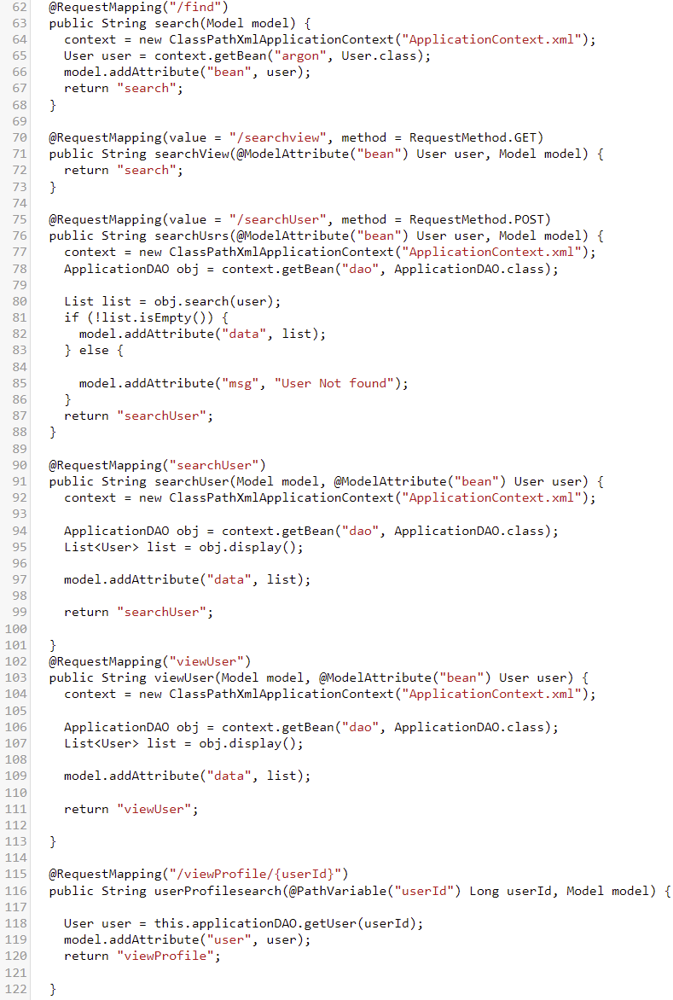 62 @RequestMapping("/find")
63 public String search(Model model) {
64 context = new ClassPathXmlApplicationContext("ApplicationContext.xml");
65 User user = context.getBean("argon", User.class);
66 model.addAttribute("bean", user);
67 return "search";
68 }
69
70 @RequestMapping(value = "/searchview", method = RequestMethod.GET)
71 public String searchView(@ModelAttribute("bean") User user, Model model) {
72 return "search";
73 }
74
75 @RequestMapping(value = "/searchUser", method = RequestMethod.POST)
76 public String searchUsrs(@ModelAttribute("bean") User user, Model model) {
77 context = new ClassPathXmlApplicationContext("ApplicationContext.xml");
78 ApplicationDAO obj = context.getBean("dao", ApplicationDAO.class);
79
80 List list = obj.search(user);
81 if (!list.isEmpty()) {
82 model.addAttribute("data", list);
83 } else {
84
85 model.addAttribute("msg", "User Not found");
86 }
87 return "searchUser";
88 }
89
90 @RequestMapping("searchUser")
91 public String searchUser(Model model, @ModelAttribute("bean") User user) {
92 context = new ClassPathXmlApplicationContext("ApplicationContext.xml");
93
94 ApplicationDAO obj = context.getBean("dao", ApplicationDAO.class);
95 List<User> list = obj.display();
96
97 model.addAttribute("data", list);
98
99 return "searchUser";
100
101 }
102 @RequestMapping("viewUser")
103 public String viewUser(Model model, @ModelAttribute("bean") User user) {
104 context = new ClassPathXmlApplicationContext("ApplicationContext.xml");
105
106 ApplicationDAO obj = context.getBean("dao", ApplicationDAO.class);
107 List<User> list = obj.display();
108
109 model.addAttribute("data", list);
110
111 return "viewUser";
112
113 }
114
115 @RequestMapping("/viewProfile/{userId}")
116 public String userProfilesearch(@PathVariable("userId") Long userId, Model model) {
117
118 User user = this.applicationDAO.getUser(userId);
119 model.addAttribute("user", user);
120 return "viewProfile";
121
122 }